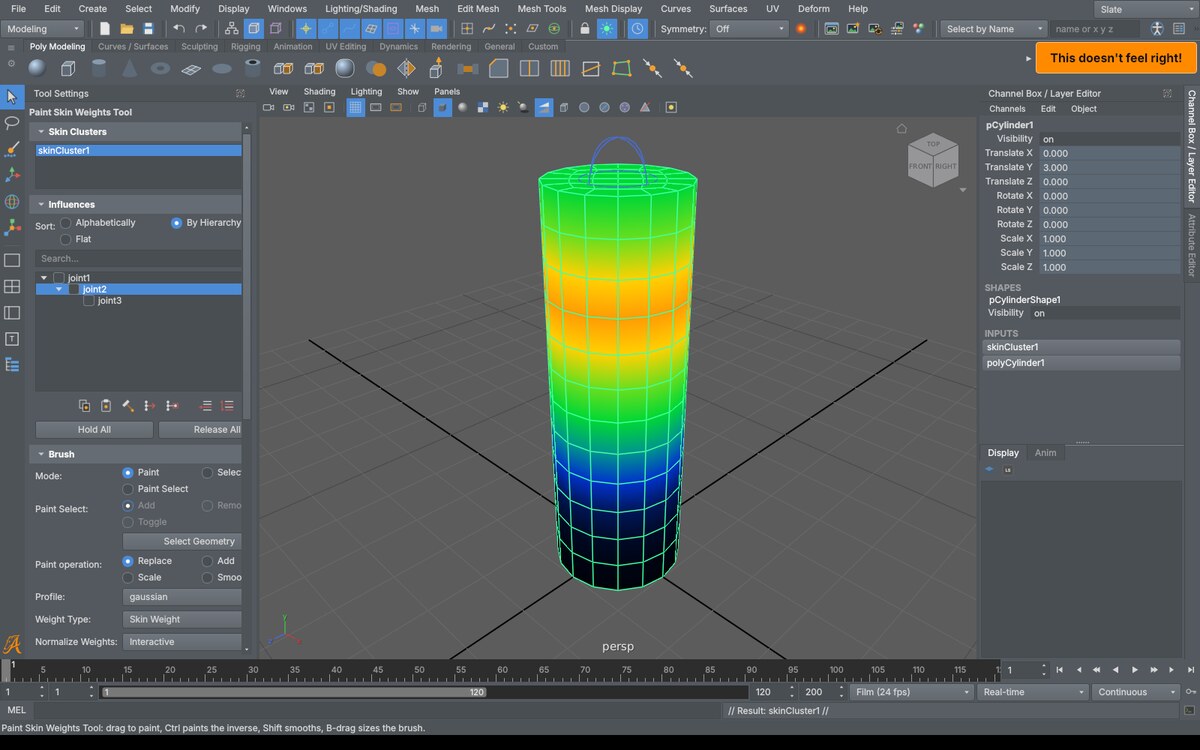 File Edit Create Select Modify Display Windows Lighting/Shading Mesh Edit Mesh Mesh Tools Mesh Display Curves Surfaces UV Deform Help Slate
Modeling Symmetry: Off Select by Name name or x y z
Poly Modeling Curves / Surfaces Sculpting Rigging Animation UV Editing Dynamics Rendering General Custom
This doesn't feel right!
Tool Settings
Paint Skin Weights Tool
Skin Clusters
skinCluster1
Influences
Sort: Alphabetically By Hierarchy
Flat
Search...
joint1
joint2
joint3
Hold All Release All
Brush
Mode: Paint Selec
Paint Select
Paint Select: Add Remo
Toggle
Select Geometry
Paint operation: Replace Add
Scale Smoo
Profile: gaussian
Weight Type: Skin Weight
Normalize Weights: Interactive
View Shading Lighting Show Panels
TOP
FRONT RIGHT
y
persp
Channel Box / Layer Editor
Channels Edit Object
pCylinder1
Visibility on
Translate X 0.000
Translate Y 3.000
Translate Z 0.000
Rotate X 0.000
Rotate Y 0.000
Rotate Z 0.000
Scale X 1.000
Scale Y 1.000
Scale Z 1.000
SHAPES
pCylinderShape1
Visibility on
INPUTS
skinCluster1
polyCylinder1
Display Anim
Channel Box / Layer Editor
Attribute Editor
1 5 10 15 20 25 30 35 40 45 50 55 60 65 70 75 80 85 90 95 100 105 110 115 1
1 1 1 120 120 200 Film (24 fps) Real-time Continuous
MEL // Result: skinCluster1 //
Paint Skin Weights Tool: drag to paint, Ctrl paints the inverse, Shift smooths, B-drag sizes the brush.